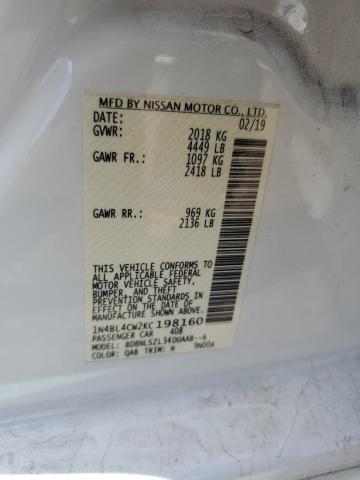 MFD BY NISSAN MOTOR CO., LTD.
DATE: 02/19
GVWR: 2018 KG
4449 LB
GAWR FR.: 1097 KG
2418 LB
GAWR RR.: 969 KG
2136 LB
THIS VEHICLE CONFORMS TO
ALL APPLICABLE FEDERAL
MOTOR VEHICLE SAFETY,
BUMPER, AND THEFT
PREVENTION STANDARDS IN
EFFECT ON THE DATE OF
MANUFACTURE SHOWN ABOVE.
1N4BL4CW2KC198160
PASSENGER CAR 408
MODEL: BDBNLSZL34DUAAB--A
COLOR: QAB TRIM: N 9NOOA